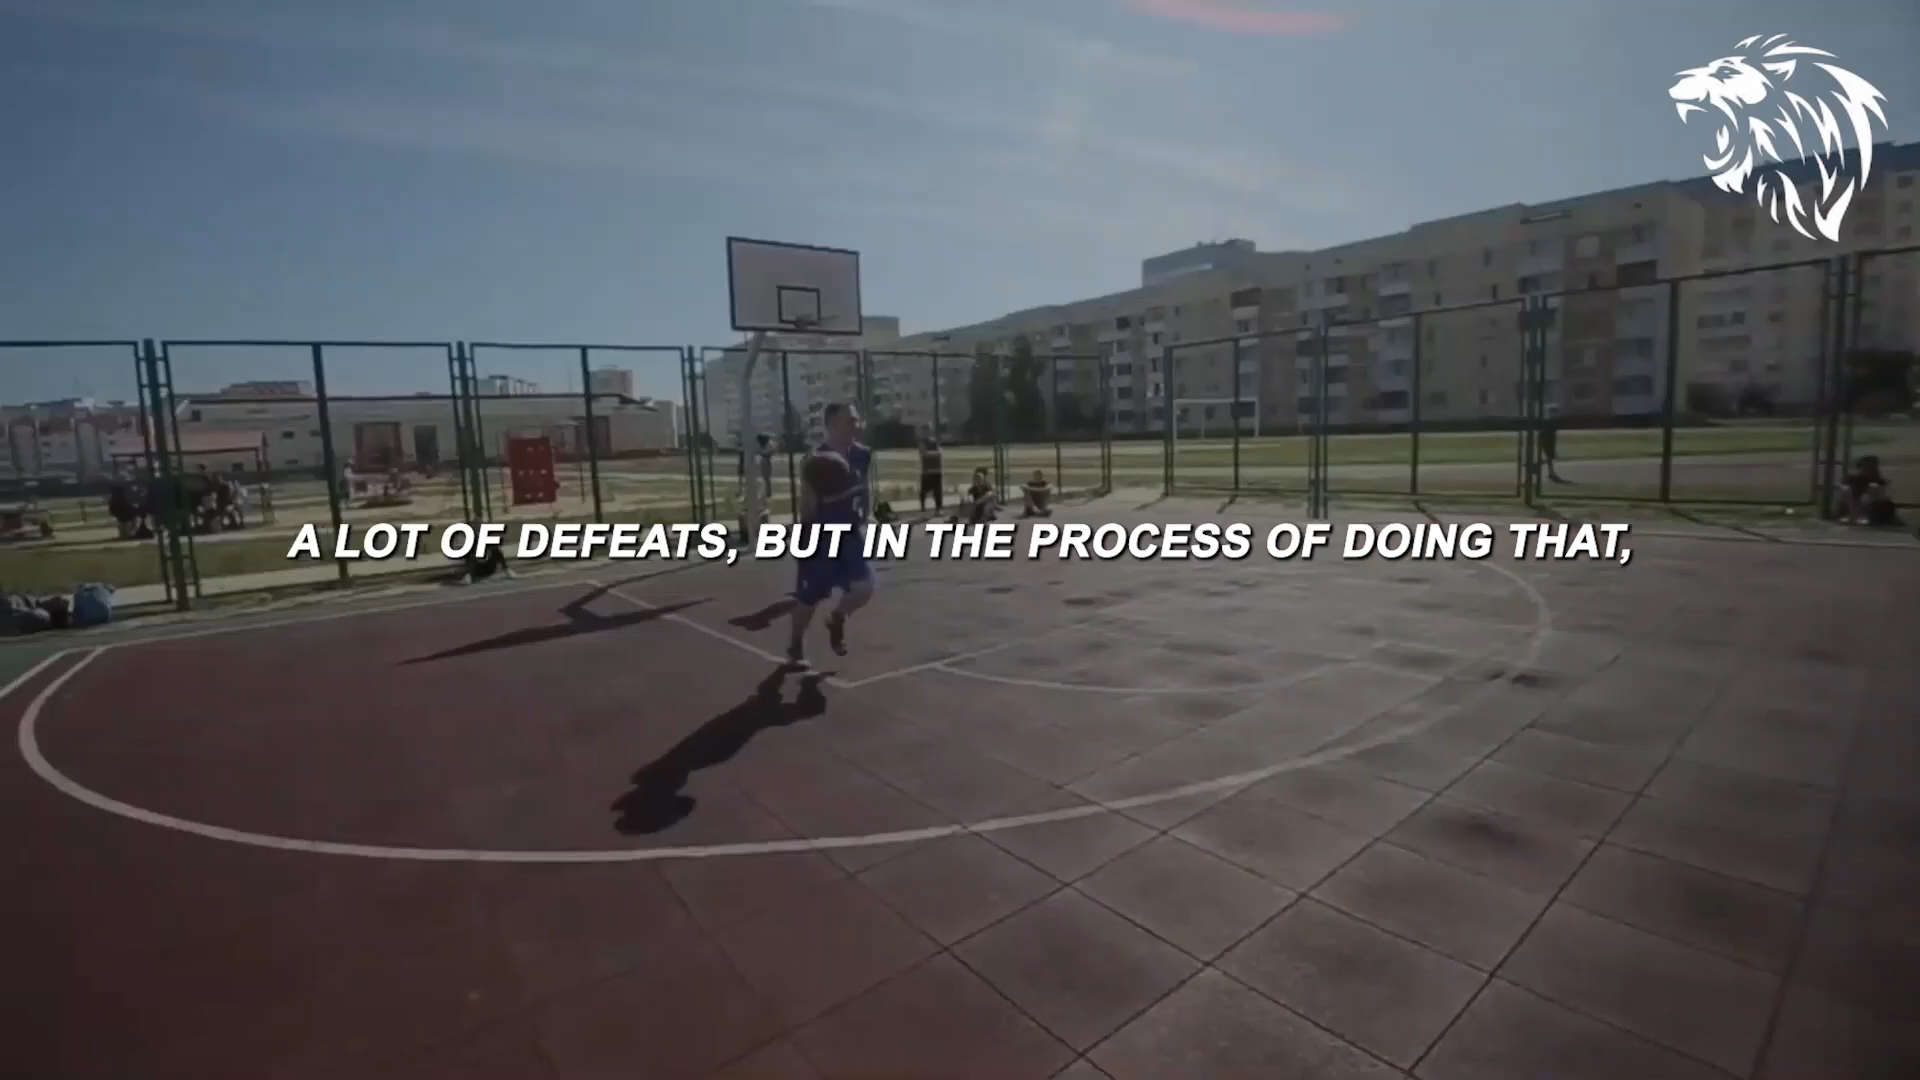 A LOT OF DEFEATS, BUT IN THE PROCESS OF DOING THAT,